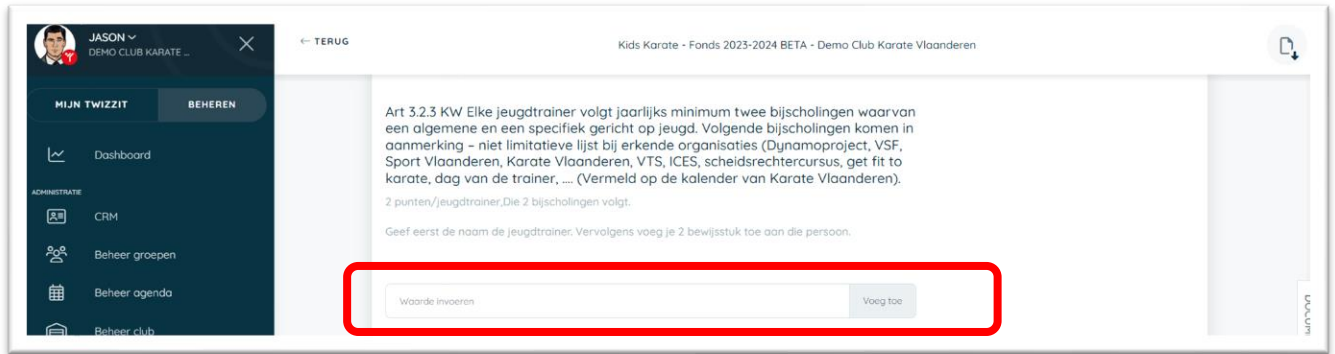 JASON
DEMO CLUB KARATE ...
← TERUG
Kids Karate - Fonds 2023-2024 BETA - Demo Club Karate Vlaanderen
MIJN TWIZZIT
BEHEREN
Dashboard
ADMINISTRATIE
CRM
Beheer groepen
Beheer agenda
Beheer club
Art 3.2.3 KW Elke jeugdtrainer volgt jaarlijks minimum twee bijscholingen waarvan
een algemene en een specifiek gericht op jeugd. Volgende bijscholingen komen in
aanmerking – niet limitatieve lijst bij erkende organisaties (Dynamoproject, VSF,
Sport Vlaanderen, Karate Vlaanderen, VTS, ICES, scheidsrechtercursus, get fit to
karate, dag van de trainer, .... (Vermeld op de kalender van Karate Vlaanderen).
2 punten/jeugdtrainer,Die 2 bijscholingen volgt.
Geef eerst de naam de jeugdtrainer. Vervolgens voeg je 2 bewijsstuk toe aan die persoon.
Waarde invoeren
Voeg toe